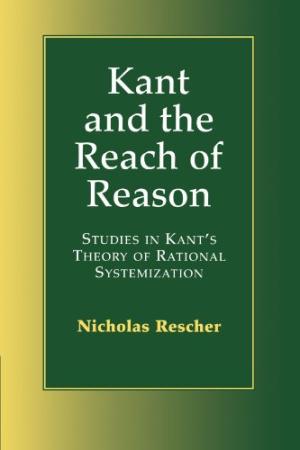 Kant
and the
Reach of
Reason
STUDIES IN KANT'S
THEORY OF RATIONAL
SYSTEMIZATION
Nicholas Rescher